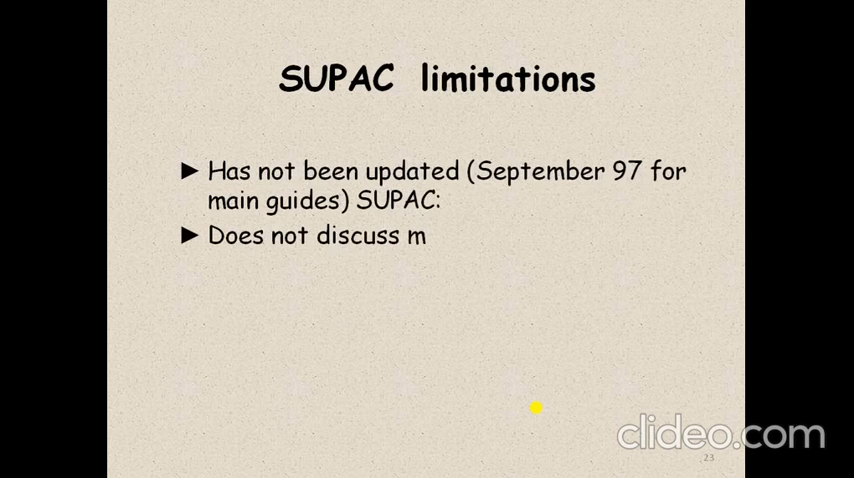 SUPAC limitations
► Has not been updated (September 97 for
main guides) SUPAC:
► Does not discuss m
clideo.com
23